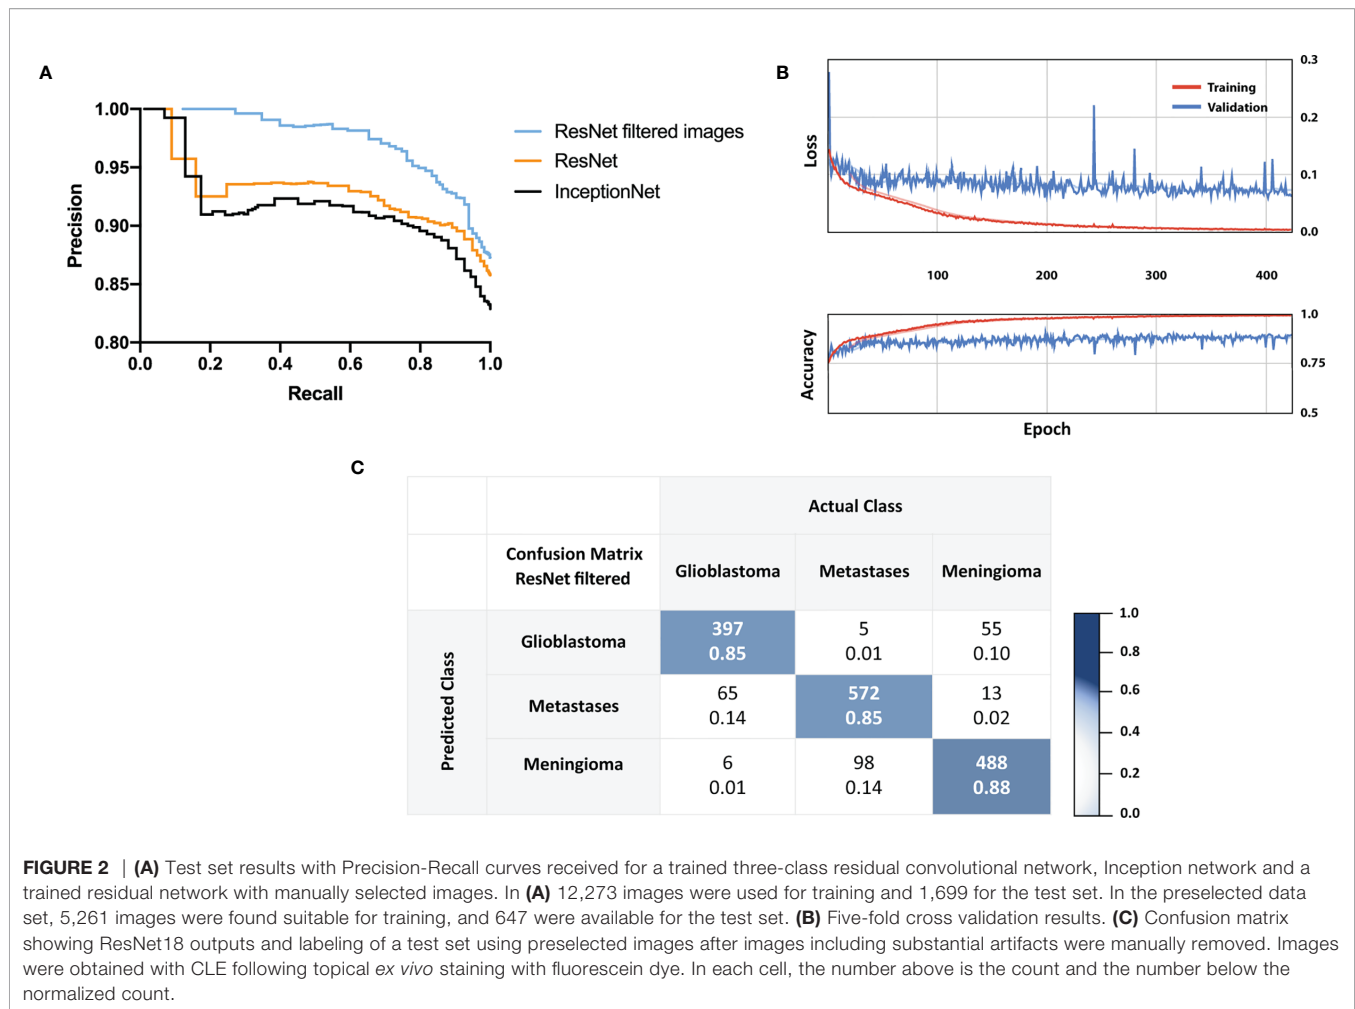 A
1.00
0.95
0.90
0.85
0.80
Precision
0.0 0.2 0.4 0.6 0.8 1.0
Recall
ResNet filtered images
ResNet
InceptionNet
B
Training
Validation
Loss
0.3
0.2
0.1
0.0
100 200 300 400
Accuracy
1.0
0.75
0.5
Epoch
C
Actual Class
Confusion Matrix
ResNet filtered
Glioblastoma Metastases Meningioma
Predicted Class
Glioblastoma
397 5 55
0.85 0.01 0.10
Metastases
65 572 13
0.14 0.85 0.02
Meningioma
6 98 488
0.01 0.14 0.88
1.0
0.8
0.6
0.4
0.2
0.0
FIGURE 2 | (A) Test set results with Precision-Recall curves received for a trained three-class residual convolutional network, Inception network and a
trained residual network with manually selected images. In (A) 12,273 images were used for training and 1,699 for the test set. In the preselected data
set, 5,261 images were found suitable for training, and 647 were available for the test set. (B) Five-fold cross validation results. (C) Confusion matrix
showing ResNet18 outputs and labeling of a test set using preselected images after images including substantial artifacts were manually removed. Images
were obtained with CLE following topical ex vivo staining with fluorescein dye. In each cell, the number above is the count and the number below the
normalized count.